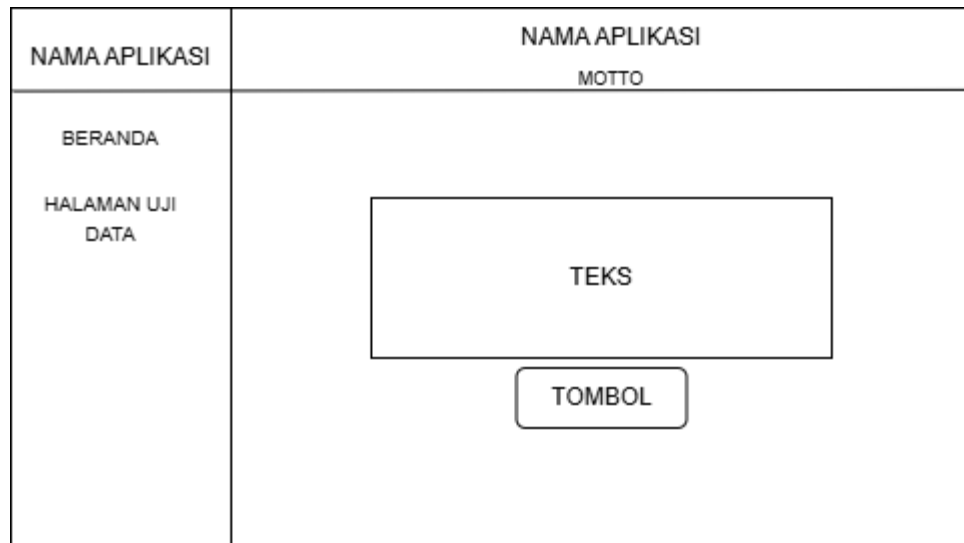 NAMA APLIKASI
NAMA APLIKASI
MOTTO
BERANDA
HALAMAN UJI
DATA
TEKS
TOMBOL